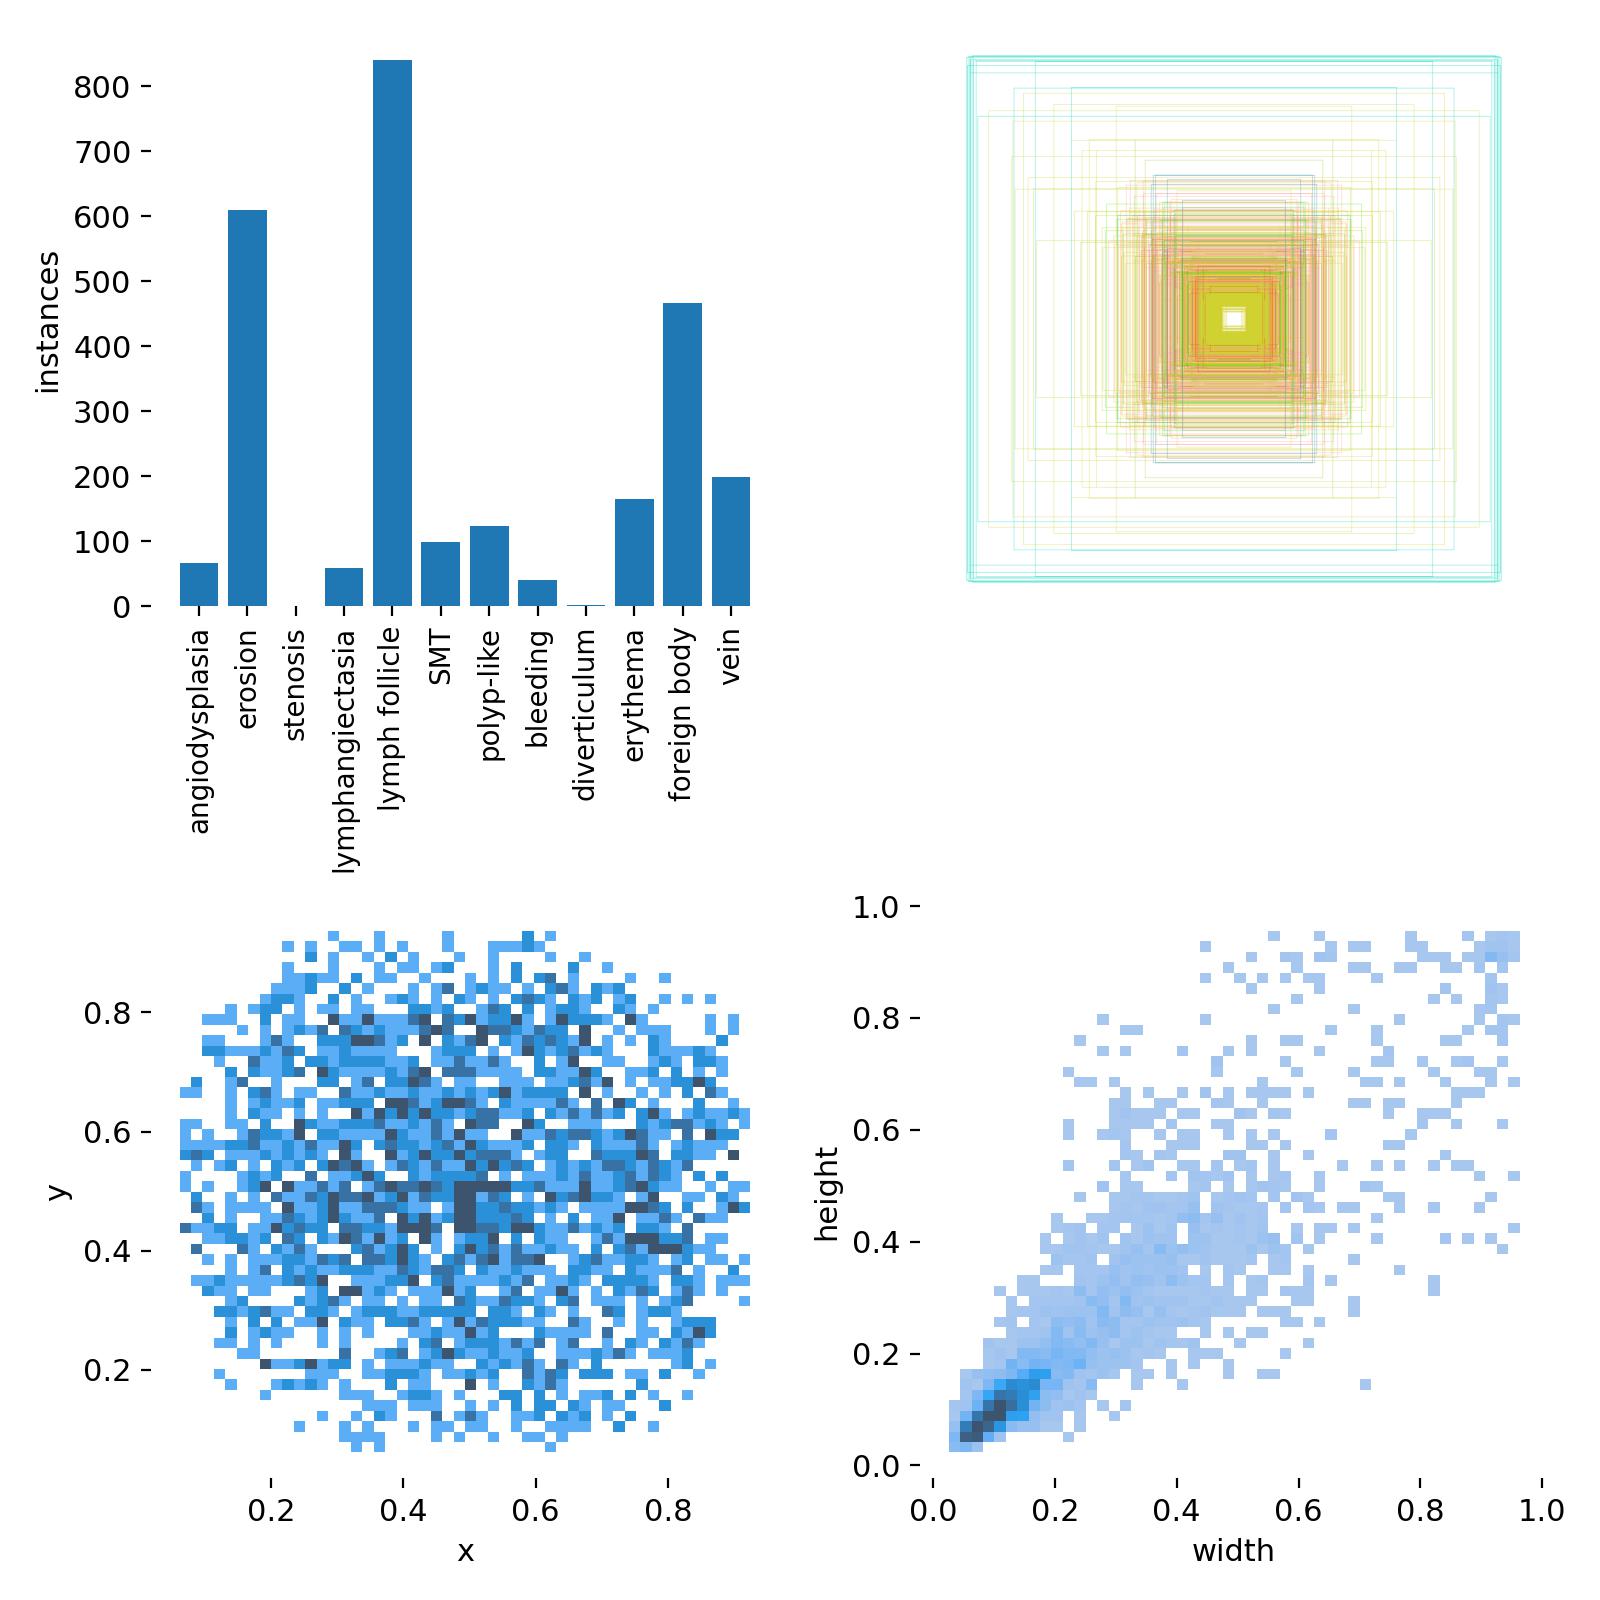 800
700
600
500
400
300
200
100
0
instances
angiodysplasia
erosion
stenosis
lymphangiectasia
lymph follicle
SMT
polyp-like
bleeding
diverticulum
erythema
foreign body
vein
0.8
0.6
0.4
0.2
y
0.2 0.4 0.6 0.8
x
1.0
0.8
0.6
0.4
0.2
0.0
height
0.0 0.2 0.4 0.6 0.8 1.0
width